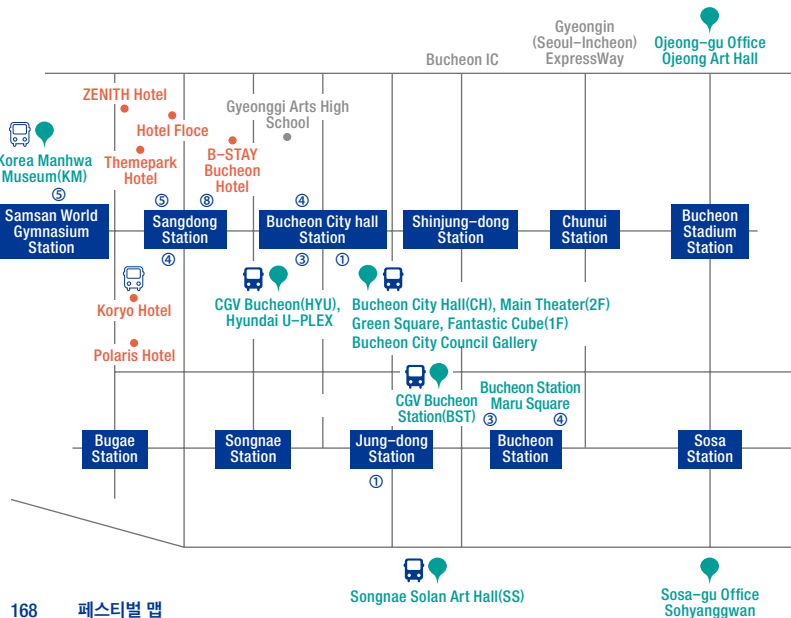 Gyeongin
(Seoul-Incheon)
ExpressWay
Bucheon IC
Ojeong-gu Office
Ojeong Art Hall
ZENITH Hotel
Hotel Floce
Gyeonggi Arts High
School
Korea Manhwa
Museum(KM)
⑤
Themepark
Hotel
B-STAY
Bucheon
Hotel
⑤
⑧
④
Samsan World
Gymnasium
Station
Sangdong
Station
Bucheon City hall
Station
Shinjung-dong
Station
Chunui
Station
Bucheon
Stadium
Station
④
③
①
Koryo Hotel
Polaris Hotel
CGV Bucheon(HYU),
Hyundai U-PLEX
Bucheon City Hall(CH), Main Theater(2F)
Green Square, Fantastic Cube(1F)
Bucheon City Council Gallery
CGV Bucheon
Station(BST)
Bucheon Station
Maru Square
③
④
Bugae
Station
Songnae
Station
Jung-dong
Station
Bucheon
Station
Sosa
Station
①
Songnae Solan Art Hall(SS)
Sosa-gu Office
Sohyanggwan
168 페스티벌 맵